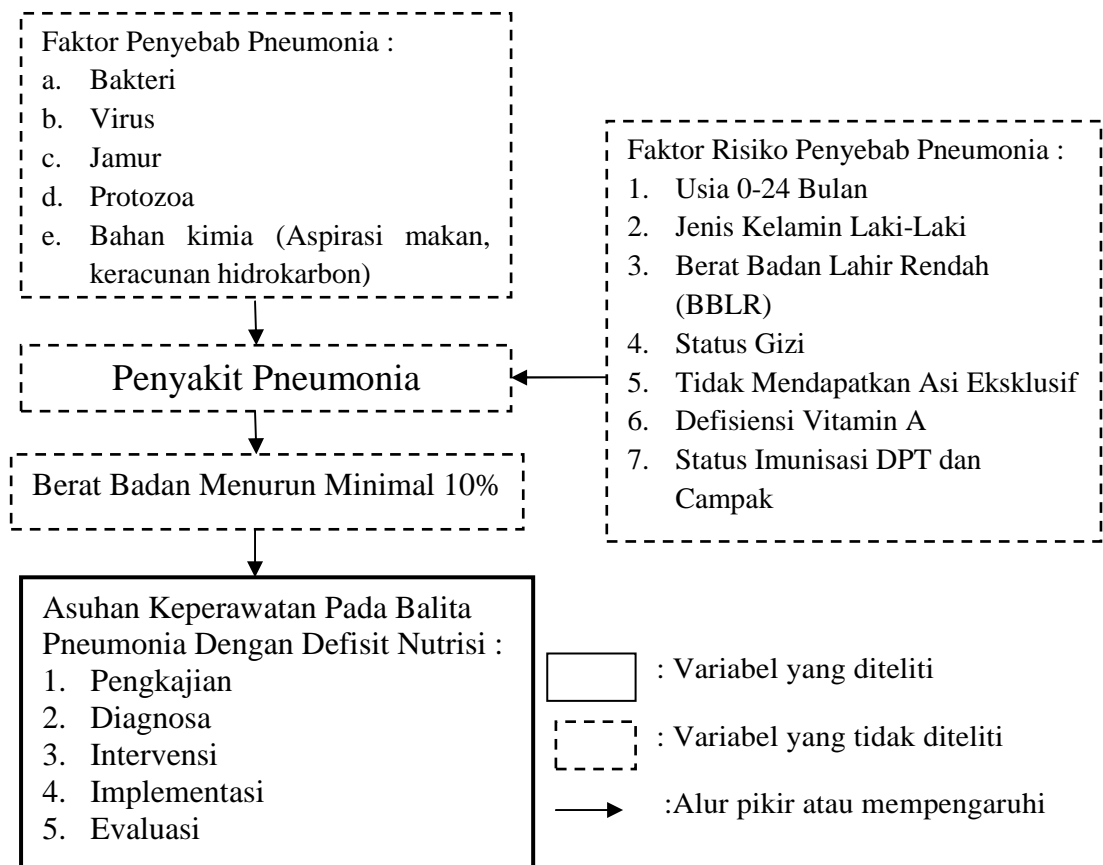 Faktor Penyebab Pneumonia :
a. Bakteri
b. Virus
c. Jamur
d. Protozoa
e. Bahan kimia (Aspirasi makan,
keracunan hidrokarbon)
Faktor Risiko Penyebab Pneumonia :
1. Usia 0-24 Bulan
2. Jenis Kelamin Laki-Laki
3. Berat Badan Lahir Rendah
(BBLR)
4. Status Gizi
5. Tidak Mendapatkan Asi Eksklusif
6. Defisiensi Vitamin A
7. Status Imunisasi DPT dan
Campak
Penyakit Pneumonia
Berat Badan Menurun Minimal 10%
Asuhan Keperawatan Pada Balita
Pneumonia Dengan Defisit Nutrisi :
1. Pengkajian
2. Diagnosa
3. Intervensi
4. Implementasi
5. Evaluasi
: Variabel yang diteliti
: Variabel yang tidak diteliti
:Alur pikir atau mempengaruhi